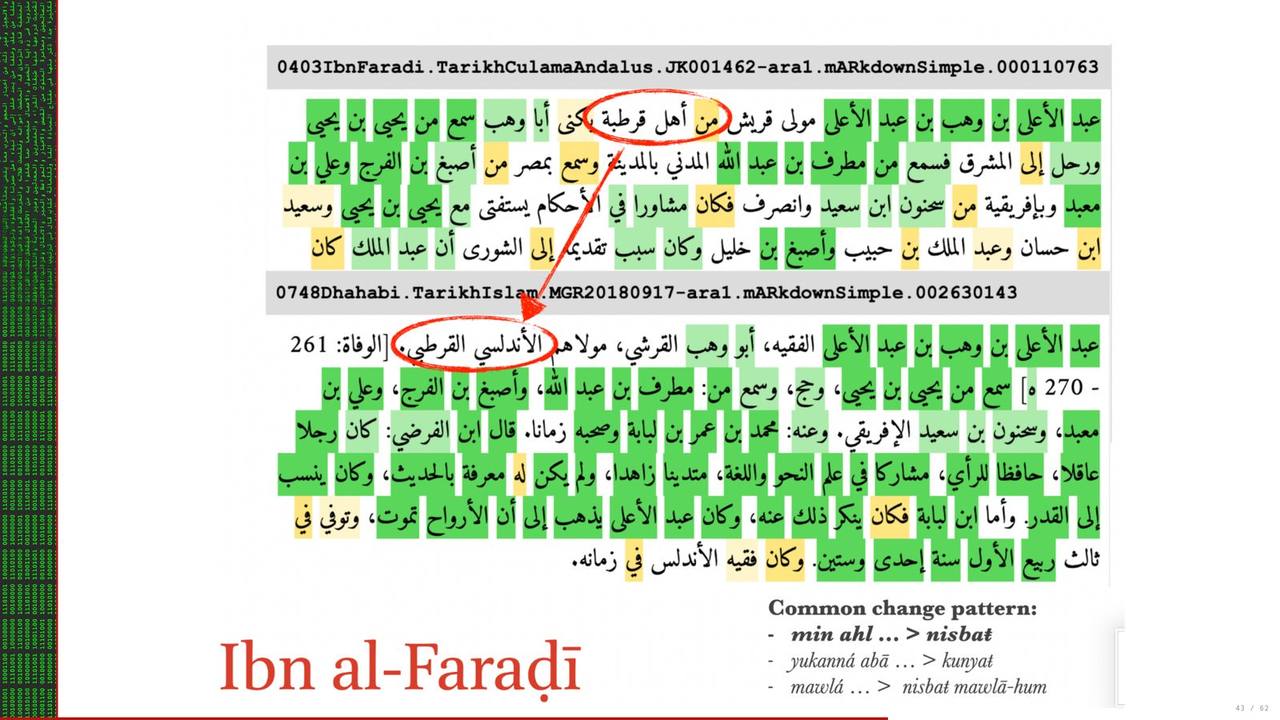 0403IbnFaradi.TarikhCulamaAndalus.JK001462-ara1.mARkdownSimple.000110763
عبد الأعلى بن وهب بن عبد الأعلى مولى قريش من أهل قرطبة يكنى أبا وهب سمع من يحيى بن يحيى
ورحل إلى المشرق فسمع من مطرف بن عبد الله المدني بالمدينة وسمع بمصر من أصبغ بن الفرج وعلي بن
معبد وبإفريقية من سحنون ابن سعيد وانصرف فكان مشاورا في الأحكام يستفتى مع يحيى بن يحيى وسعيد
ابن حسان وعبد الملك بن حبيب وأصبغ بن خليل وكان سبب تقديمه إلى الشورى أن عبد الملك كان
0748Dhahabi.TarikhIslam.MGR20180917-ara1.mARkdownSimple.002630143
عبد الأعلى بن وهب بن عبد الأعلى الفقيه، أبو وهب القرشي، مولاهم الأندلسي القرطبي. [الوفاة: 261
- 270 ه] سمع من يحيى بن يحيى، وحج، وسمع من: مطرف بن عبد الله، وأصبغ بن الفرج، وعلي بن
معبد، وسحنون بن سعيد الإفريقي. وعنه: محمد بن عمر بن لبابة وصحبه زمانا. قال ابن الفرضي: كان رجلا
عاقلا، حافظا للرأي، مشاركا في علم النحو واللغة، متدينا زاهدا، ولم يكن له معرفة بالحديث، وكان ينسب
إلى القدر. وأما ابن لبابة فكان ينكر ذلك عنه، وكان عبد الأعلى يذهب إلى أن الأرواح تموت، وتوفي في
ثالث ربيع الأول سنة إحدى وستين. وكان فقيه الأندلس في زمانه.
Common change pattern:
- min ahl ... > nisbaŧ
- yukanná abā ... > kunyaŧ
- mawlá ... > nisbaŧ mawlā-hum
Ibn al-Faraḍī
43 / 62